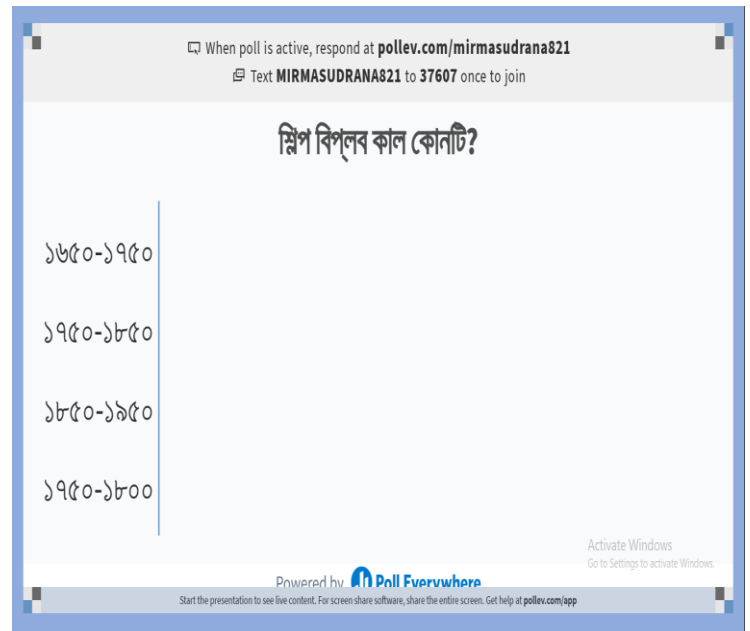 When poll is active, respond at pollev.com/mirmasudrana821
Text MIRMASUDRANA821 to 37607 once to join
শ্লিপ বিপ্লব কাল কোনটি?
১৬৫০-১৭৫০
১৭৫০-১৮৫০
১৮৫০-১৯৫০
১৭৫০-১৮০০
Activate Windows
Go to Settings to activate Windows.
Powered by Poll Everywhere
Start the presentation to see live content. For screen share software, share the entire screen. Get help at pollev.com/app